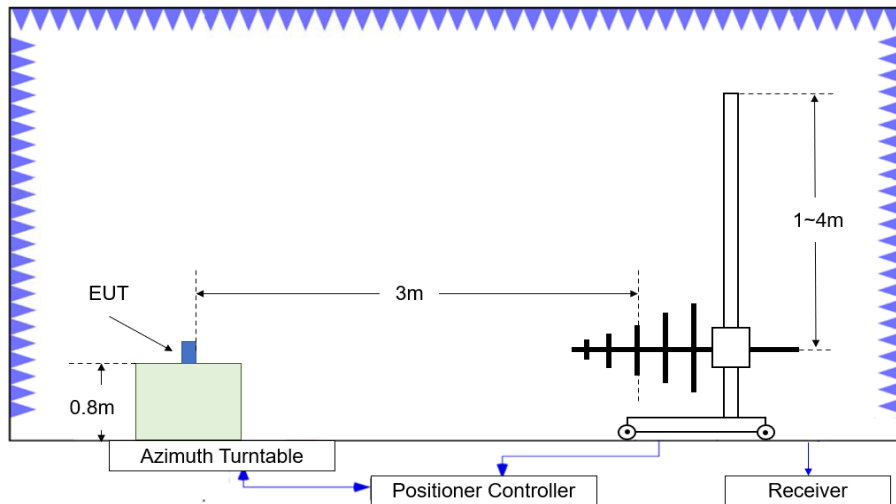 1~4m
EUT
3m
0.8m
Azimuth Turntable
Positioner Controller
Receiver